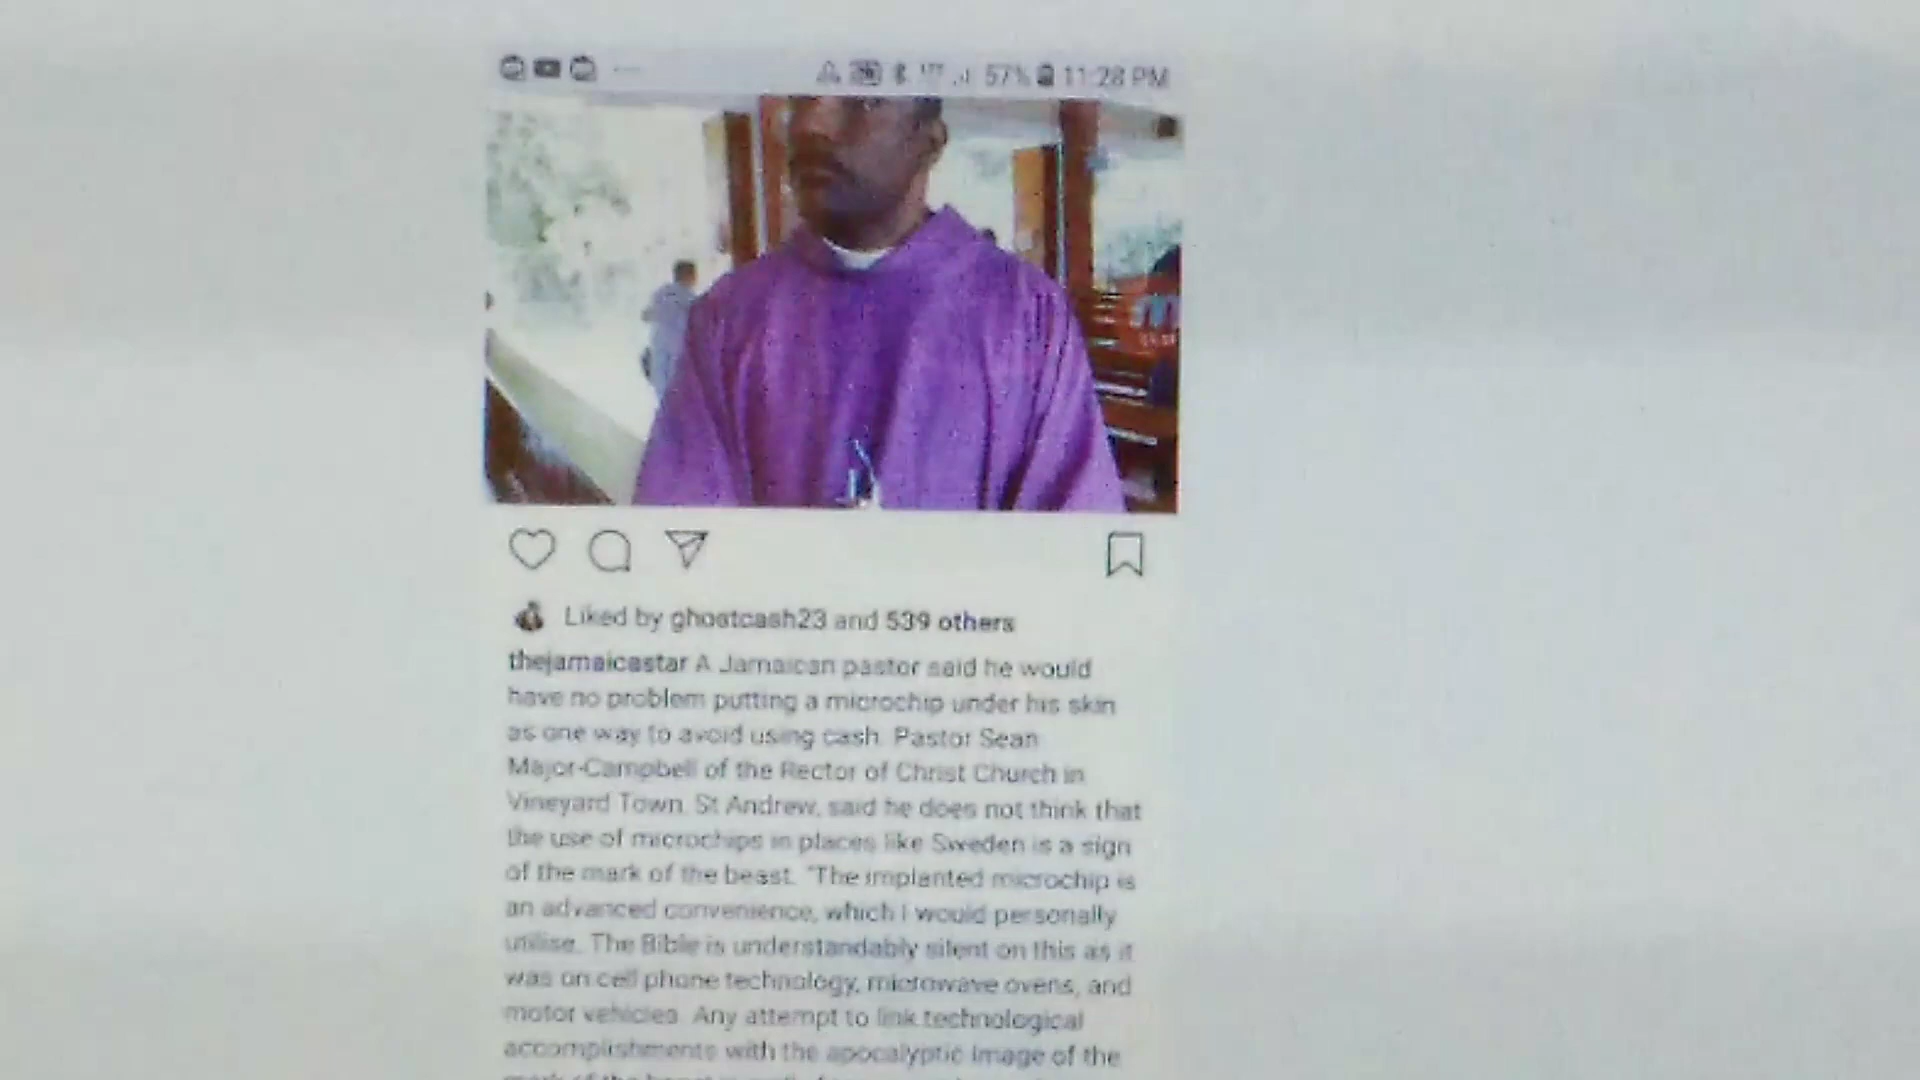 57% 11:28 PM
Liked by ghostcash23 and 539 others
thejamaicastar A Jamaican pastor said he would
have no problem putting a microchip under his skin
as one way to avoid using cash. Pastor Sean
Major-Campbell of the Rector of Christ Church in
Vineyard Town, St Andrew, said he does not think that
the use of microchips in places like Sweden is a sign
of the mark of the beast. "The implanted microchip is
an advanced convenience, which I would personally
utilise. The Bible is understandably silent on this as it
was on cell phone technology, microwave ovens, and
motor vehicles. Any attempt to link technological
accomplishments with the apocalyptic image of the